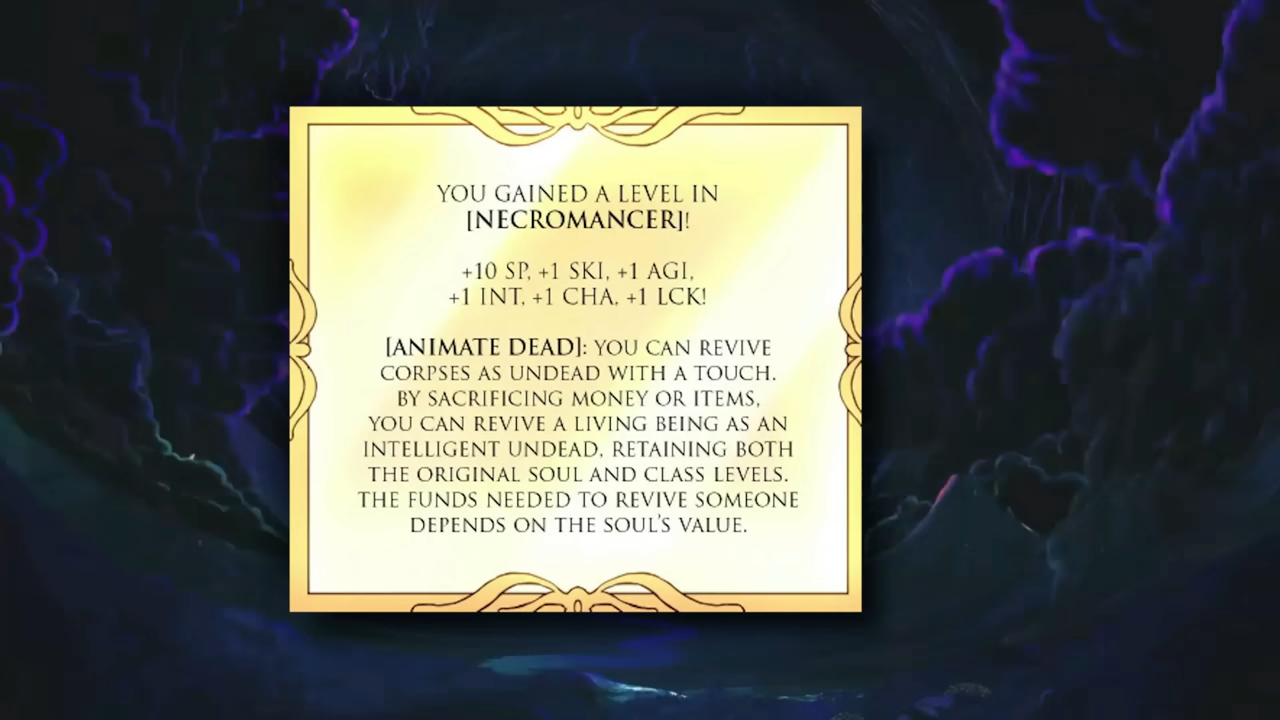 YOU GAINED A LEVEL IN
[NECROMANCER]!
+10 SP, +1 SKI, +1 AGI,
+1 INT, +1 CHA, +1 LCK!
[ANIMATE DEAD]: YOU CAN REVIVE
CORPSES AS UNDEAD WITH A TOUCH.
BY SACRIFICING MONEY OR ITEMS,
YOU CAN REVIVE A LIVING BEING AS AN
INTELLIGENT UNDEAD, RETAINING BOTH
THE ORIGINAL SOUL AND CLASS LEVELS.
THE FUNDS NEEDED TO REVIVE SOMEONE
DEPENDS ON THE SOUL'S VALUE.